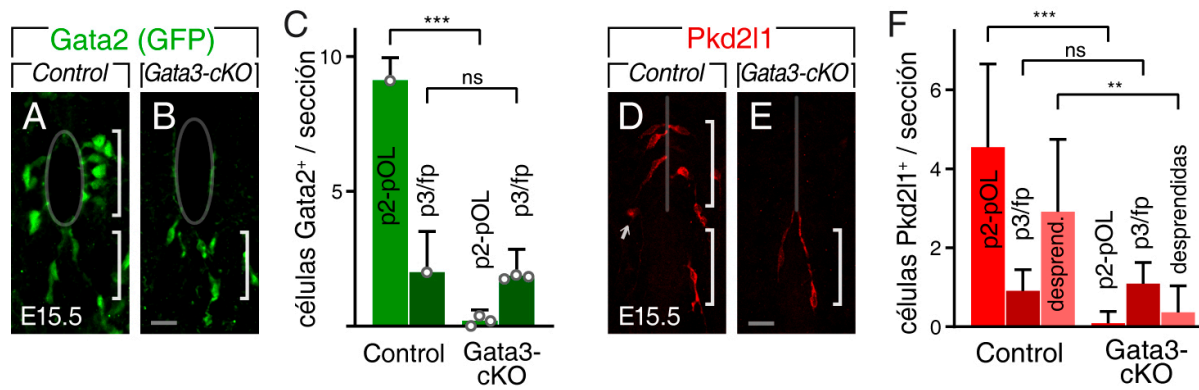 Gata2 (GFP)
Control
Gata3-cKO
A
B
E15.5
C
células Gata2⁺ / sección
10
5
***
ns
p2-pOL
p3/fp
p2-pOL
p3/fp
Control
Gata3-
cKO
Pkd2l1
Control
Gata3-cKO
D
E
E15.5
F
células Pkd2l1⁺ / sección
6
4
2
0
***
ns
**
p2-pOL
p3/fp
desprend.
p2-pOL
p3/fp
desprendidas
Control
Gata3-
cKO